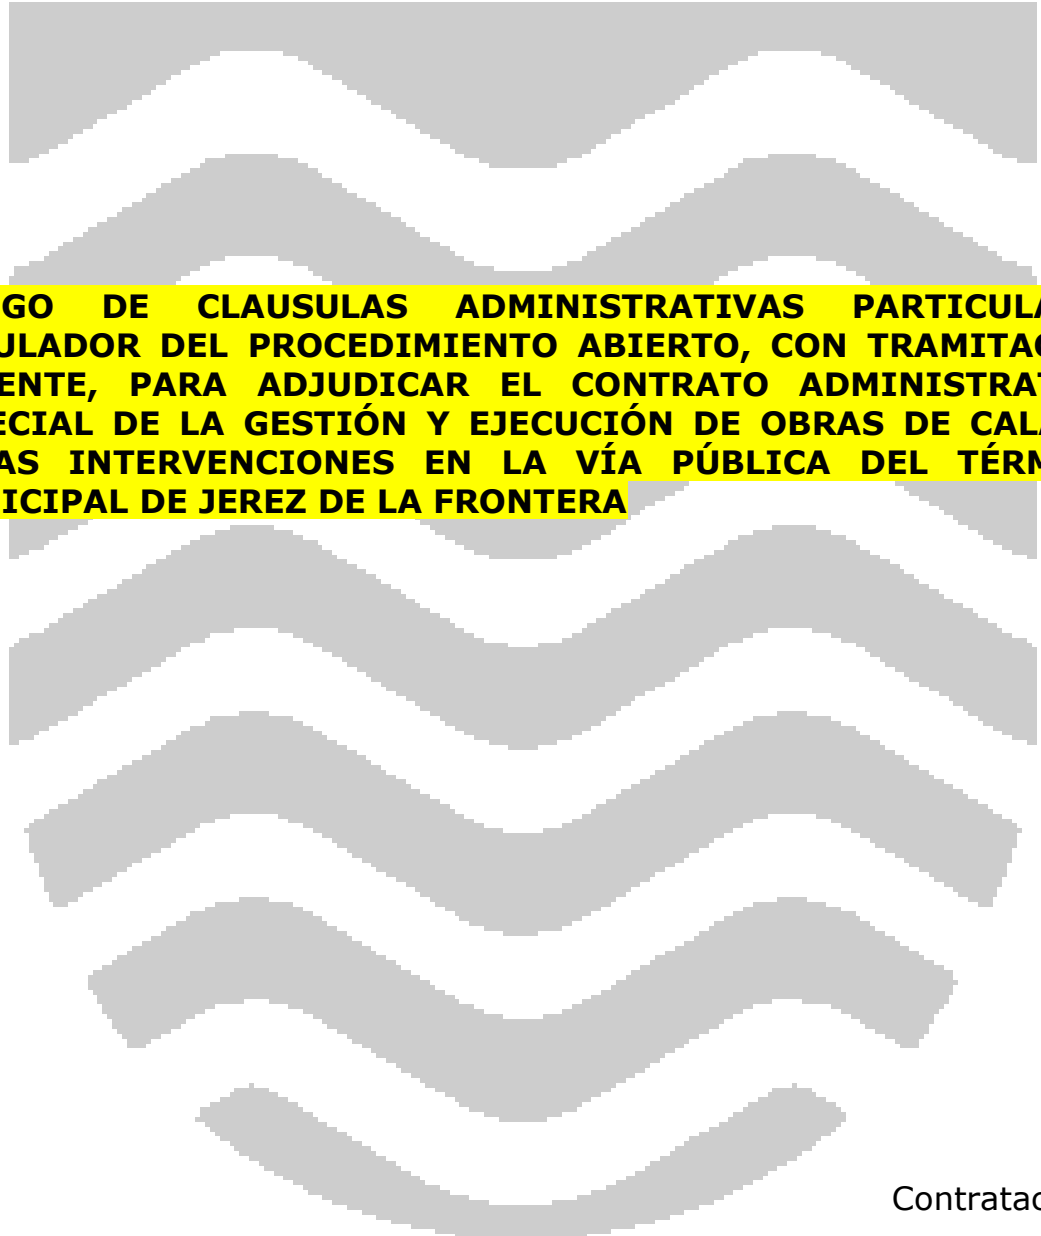 GO DE CLAUSULAS ADMINISTRATIVAS PARTICULA
ULADOR DEL PROCEDIMIENTO ABIERTO, CON TRAMITAC
ENTE, PARA ADJUDICAR EL CONTRATO ADMINISTRAT
ECIAL DE LA GESTIÓN Y EJECUCIÓN DE OBRAS DE CALA
AS INTERVENCIONES EN LA VÍA PÚBLICA DEL TÉRM
ICIPAL DE JEREZ DE LA FRONTERA
Contratac